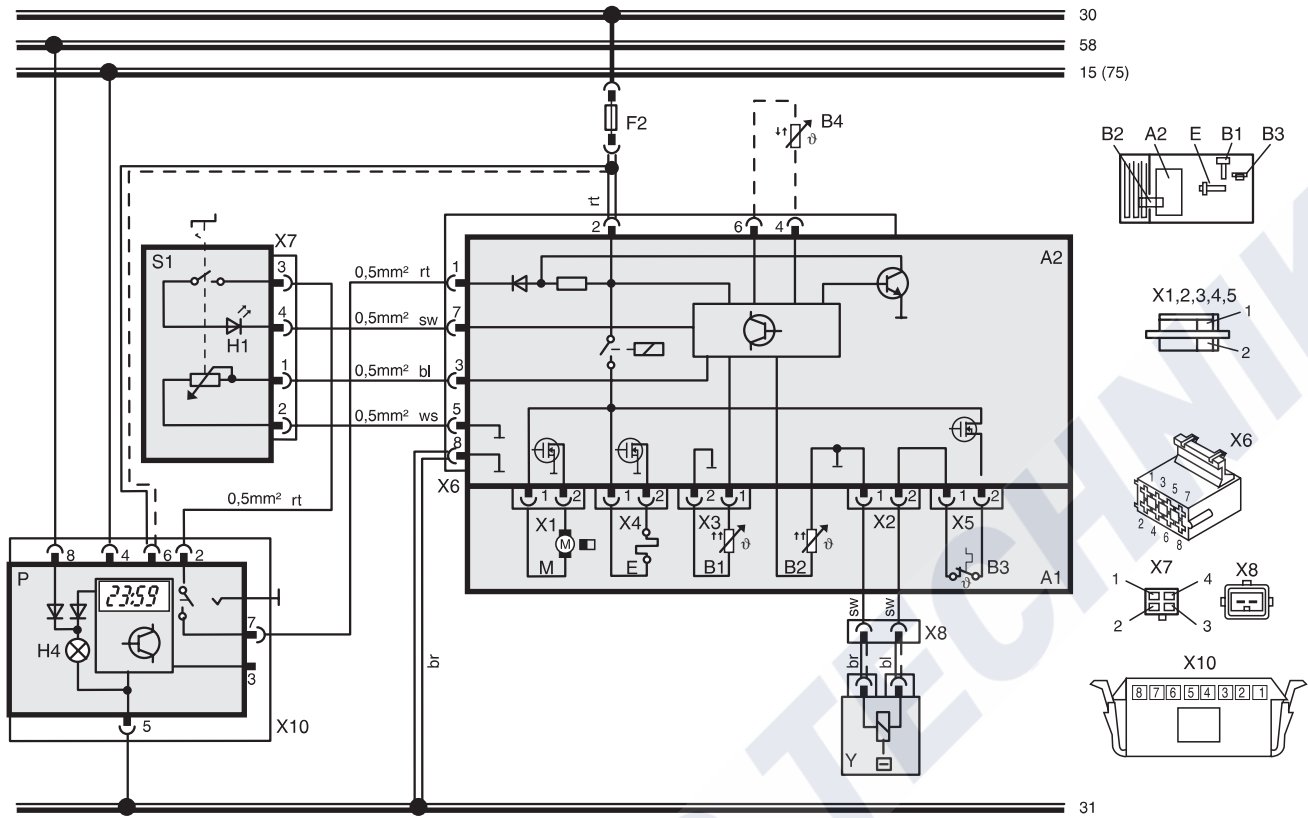 30
58
15 (75)
F2
B4
ϑ
rt
2
6
4
B2 A2 E B1 B3
S1
X7
3
4
H1
1
2
0,5mm² rt
0,5mm² sw
0,5mm² bl
0,5mm² ws
1
7
3
5
8
X6
A2
X1,2,3,4,5
1
2
X6
1 3 5 7
2 4 6 8
0,5mm² rt
1 2
1 2
2 1
1 2
1 2
X1
X4
X3
X2
X5
M
M
E
B1
ϑ
B2
ϑ
ϑ
B3
A1
X7
1 4
2 3
X8
8
4
6
2
P
23:59
H4
7
3
5
X10
br
sw
sw
X8
br
bl
Y
X10
8 7 6 5 4 3 2 1
31
TECHNIK